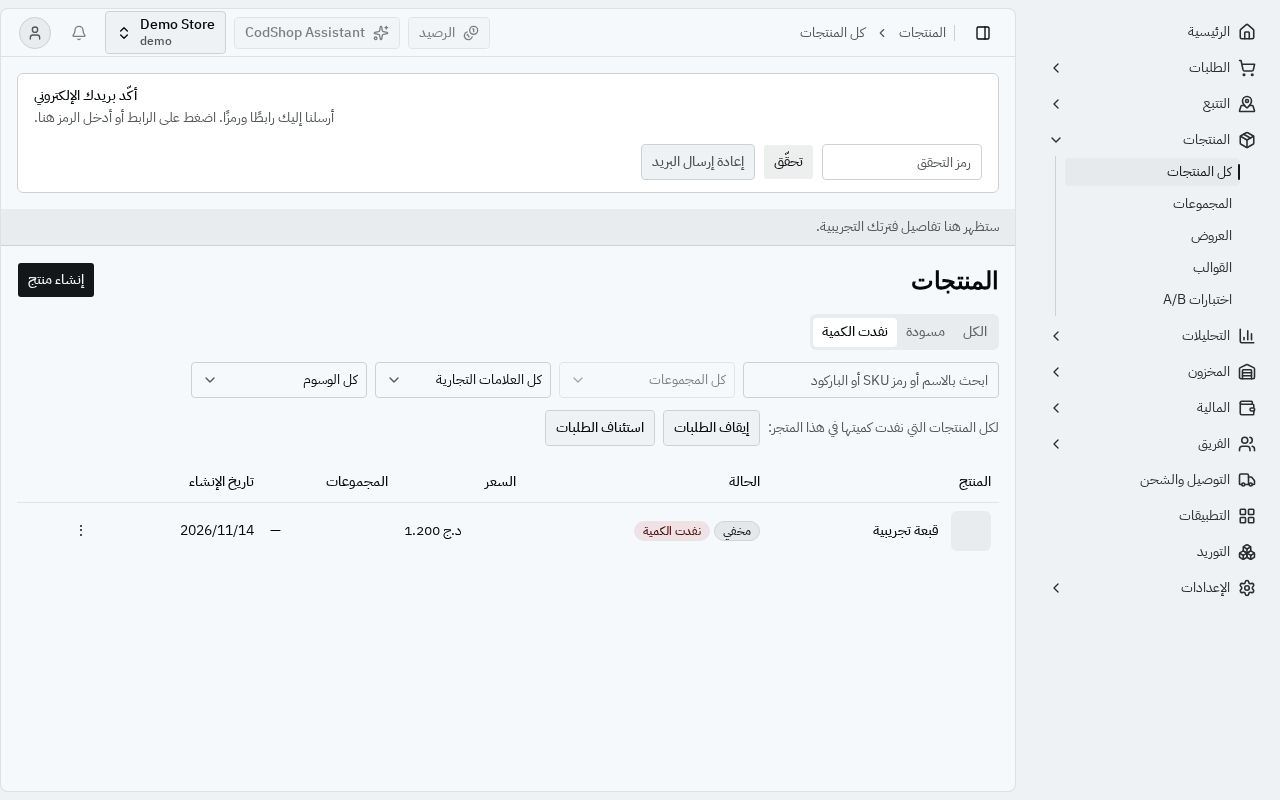 الرئيسية
الطلبات
التتبع
المنتجات
كل المنتجات
المجموعات
العروض
القوالب
اختبارات A/B
التحليلات
المخزون
المالية
الفريق
التوصيل والشحن
التطبيقات
التوريد
الإعدادات
المنتجات
كل المنتجات
الرصيد
CodShop Assistant
Demo Store
demo
أكّد بريدك الإلكتروني
أرسلنا إليك رابطًا ورمزًا. اضغط على الرابط أو أدخل الرمز هنا.
رمز التحقق
تحقّق
إعادة إرسال البريد
ستظهر هنا تفاصيل فترتك التجريبية.
المنتجات
إنشاء منتج
الكل
مسودة
نفدت الكمية
ابحث بالاسم أو رمز SKU أو الباركود
كل المجموعات
كل العلامات التجارية
كل الوسوم
لكل المنتجات التي نفدت كميتها في هذا المتجر:
إيقاف الطلبات
استئناف الطلبات
المنتج
الحالة
السعر
المجموعات
تاريخ الإنشاء
قبعة تجريبية
مخفي
نفدت الكمية
1.200 د.ج
—
2026/11/14